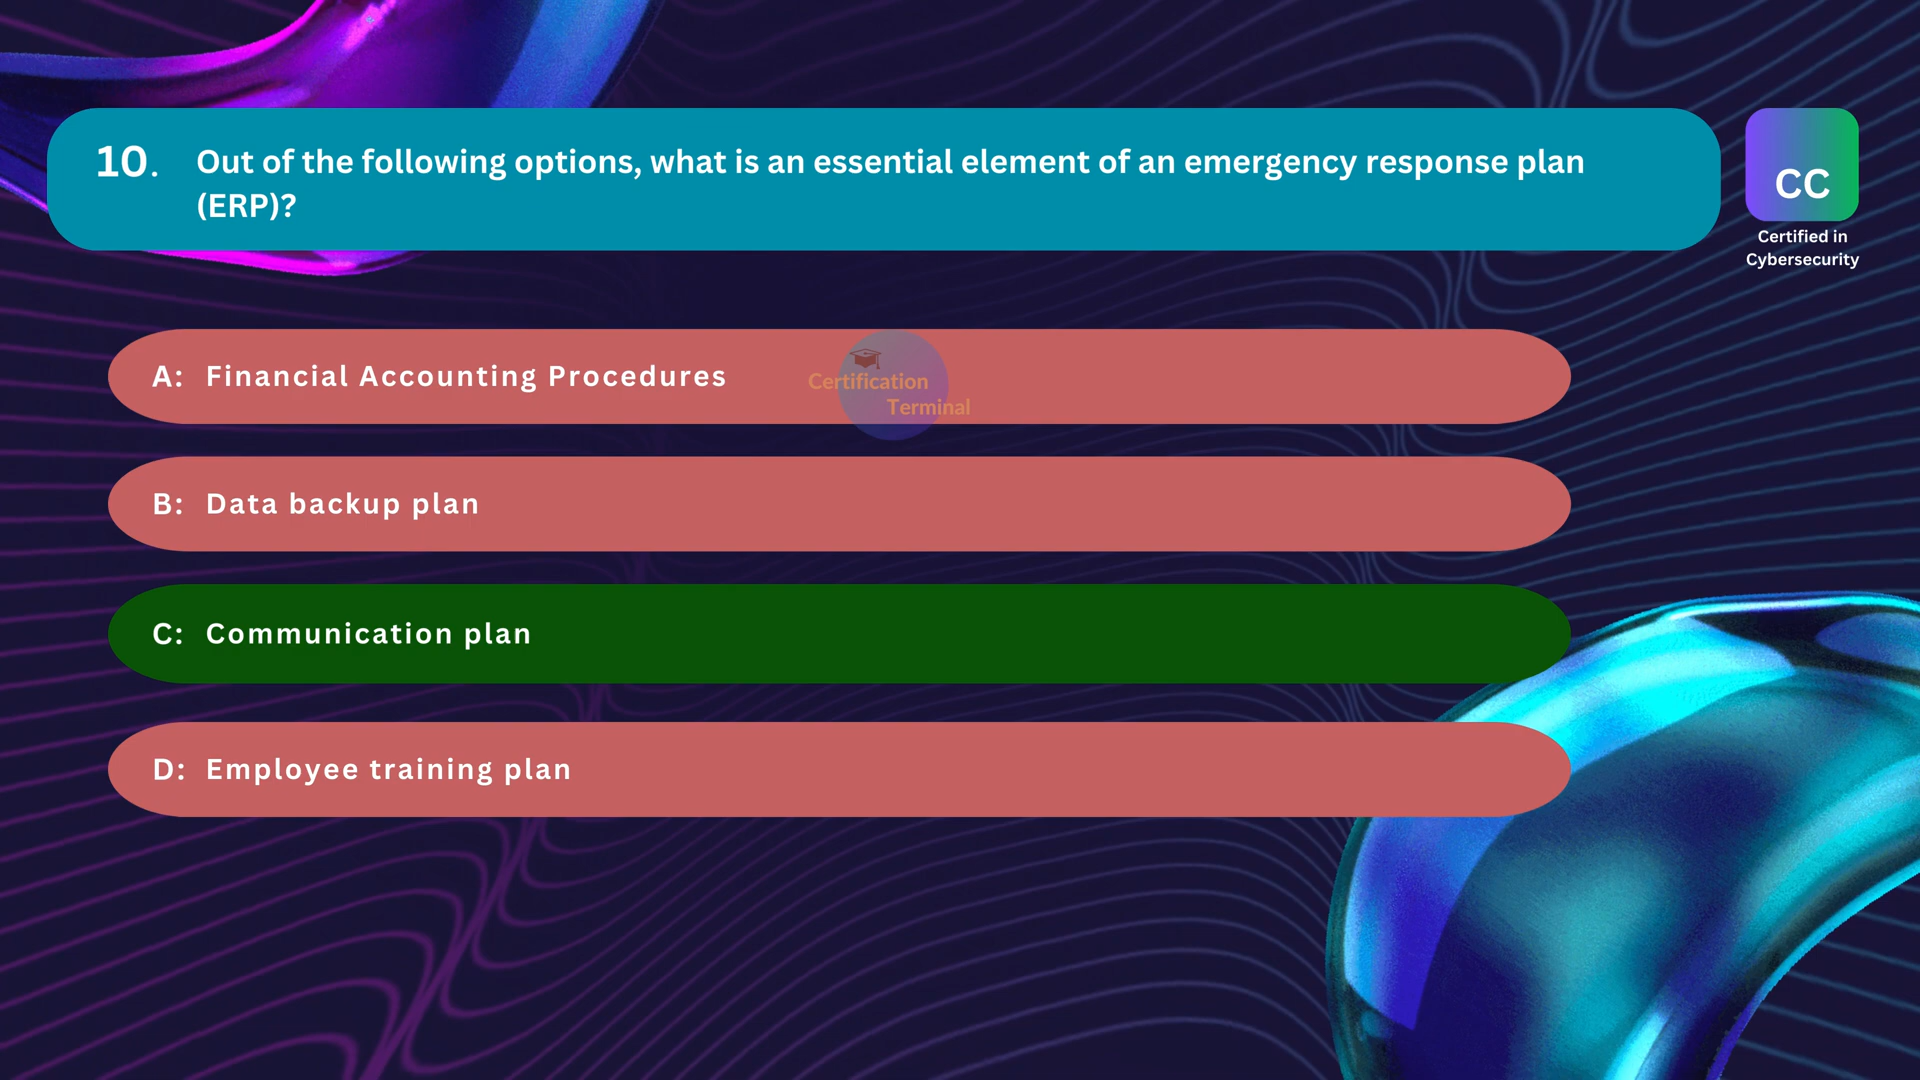 10. Out of the following options, what is an essential element of an emergency response plan
(ERP)?
CC
Certified in
Cybersecurity
A: Financial Accounting Procedures
Certification
Terminal
B: Data backup plan
C: Communication plan
D: Employee training plan